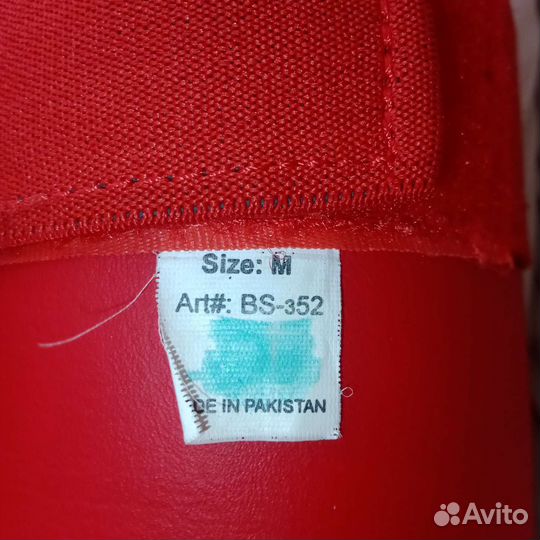 Size: M
Art#: BS-352
DE IN PAKISTAN
Avito